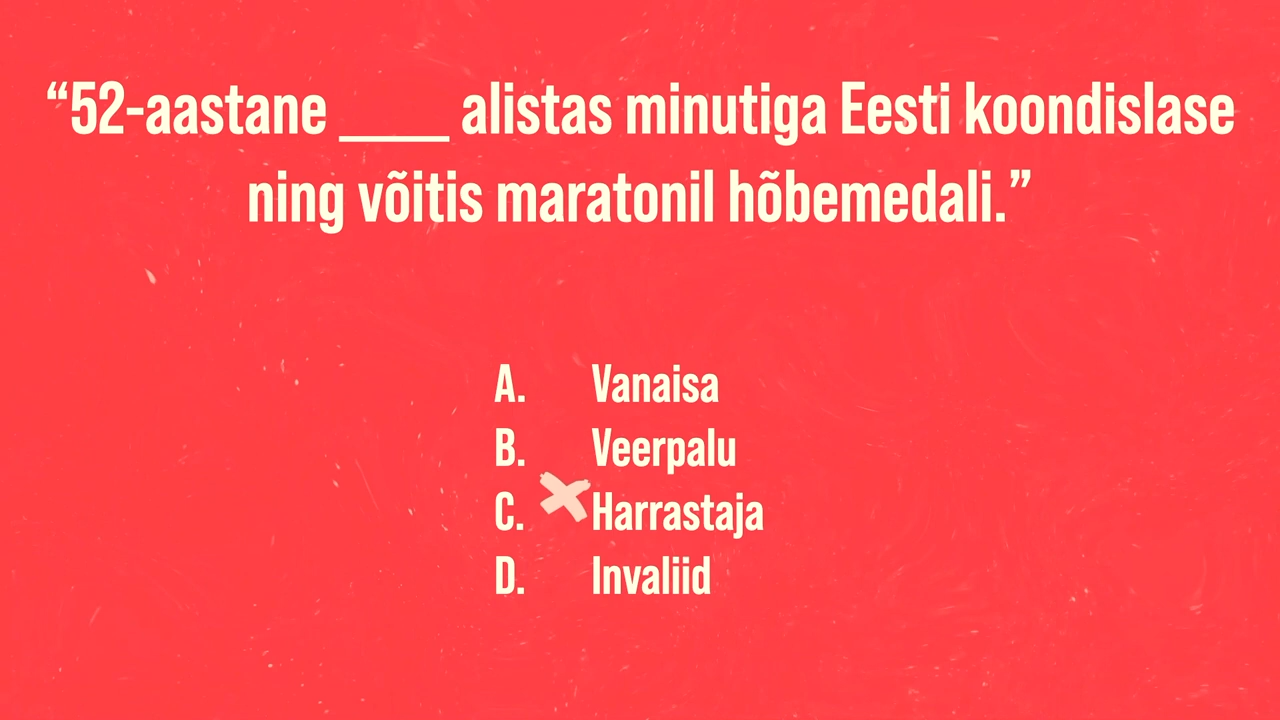 “52-aastane ____ alistas minutiga Eesti koondislase
ning võitis maratonil hõbemedali.”
A. Vanaisa
B. Veerpalu
C. Harrastaja
D. Invaliid